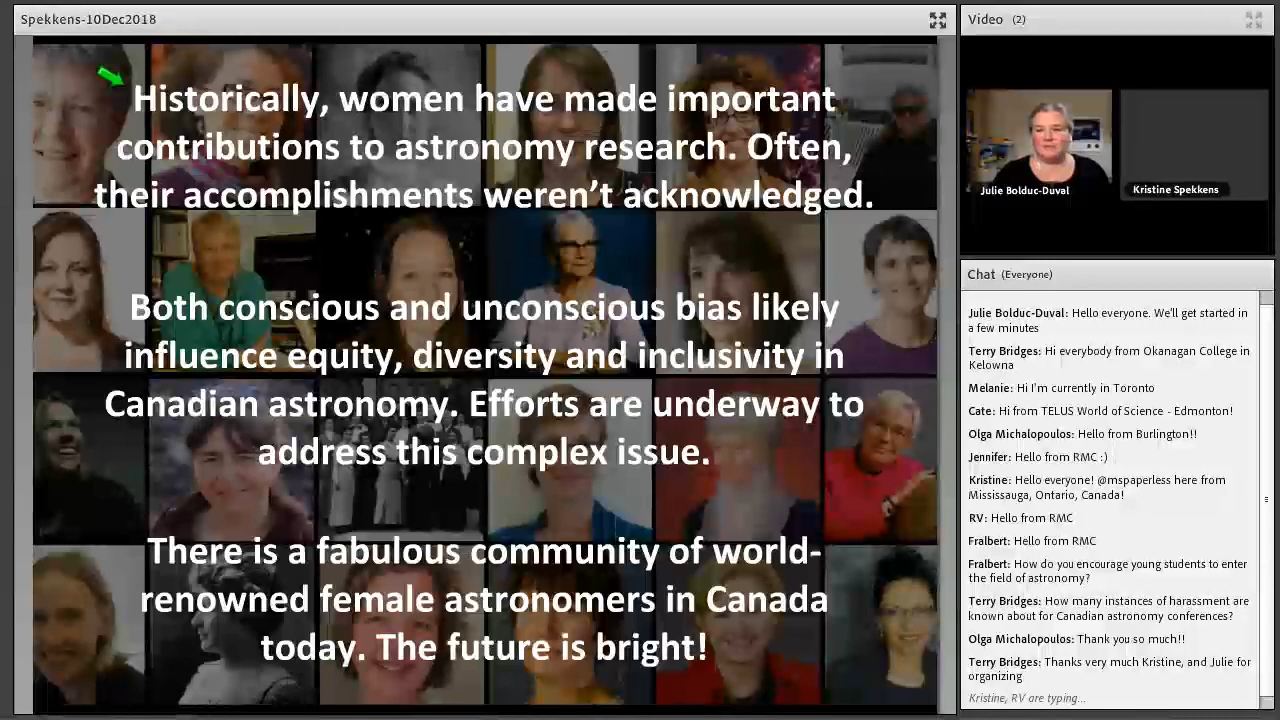 Spekkens-10Dec2018
Historically, women have made important
contributions to astronomy research. Often,
their accomplishments weren’t acknowledged.
Both conscious and unconscious bias likely
influence equity, diversity and inclusivity in
Canadian astronomy. Efforts are underway to
address this complex issue.
There is a fabulous community of world-
renowned female astronomers in Canada
today. The future is bright!
Video (2)
Julie Bolduc-Duval
Kristine Spekkens
Chat (Everyone)
Julie Bolduc-Duval: Hello everyone. We'll get started in
a few minutes
Terry Bridges: Hi everybody from Okanagan College in
Kelowna
Melanie: Hi I'm currently in Toronto
Cate: Hi from TELUS World of Science - Edmonton!
Olga Michalopoulos: Hello from Burlington!!
Jennifer: Hello from RMC :)
Kristine: Hello everyone! @mspaperless here from
Mississauga, Ontario, Canada!
RV: Hello from RMC
Fralbert: Hello from RMC
Fralbert: How do you encourage young students to enter
the field of astronomy?
Terry Bridges: How many instances of harassment are
known about for Canadian astronomy conferences?
Olga Michalopoulos: Thank you so much!!
Terry Bridges: Thanks very much Kristine, and Julie for
organizing
Kristine, RV are typing...